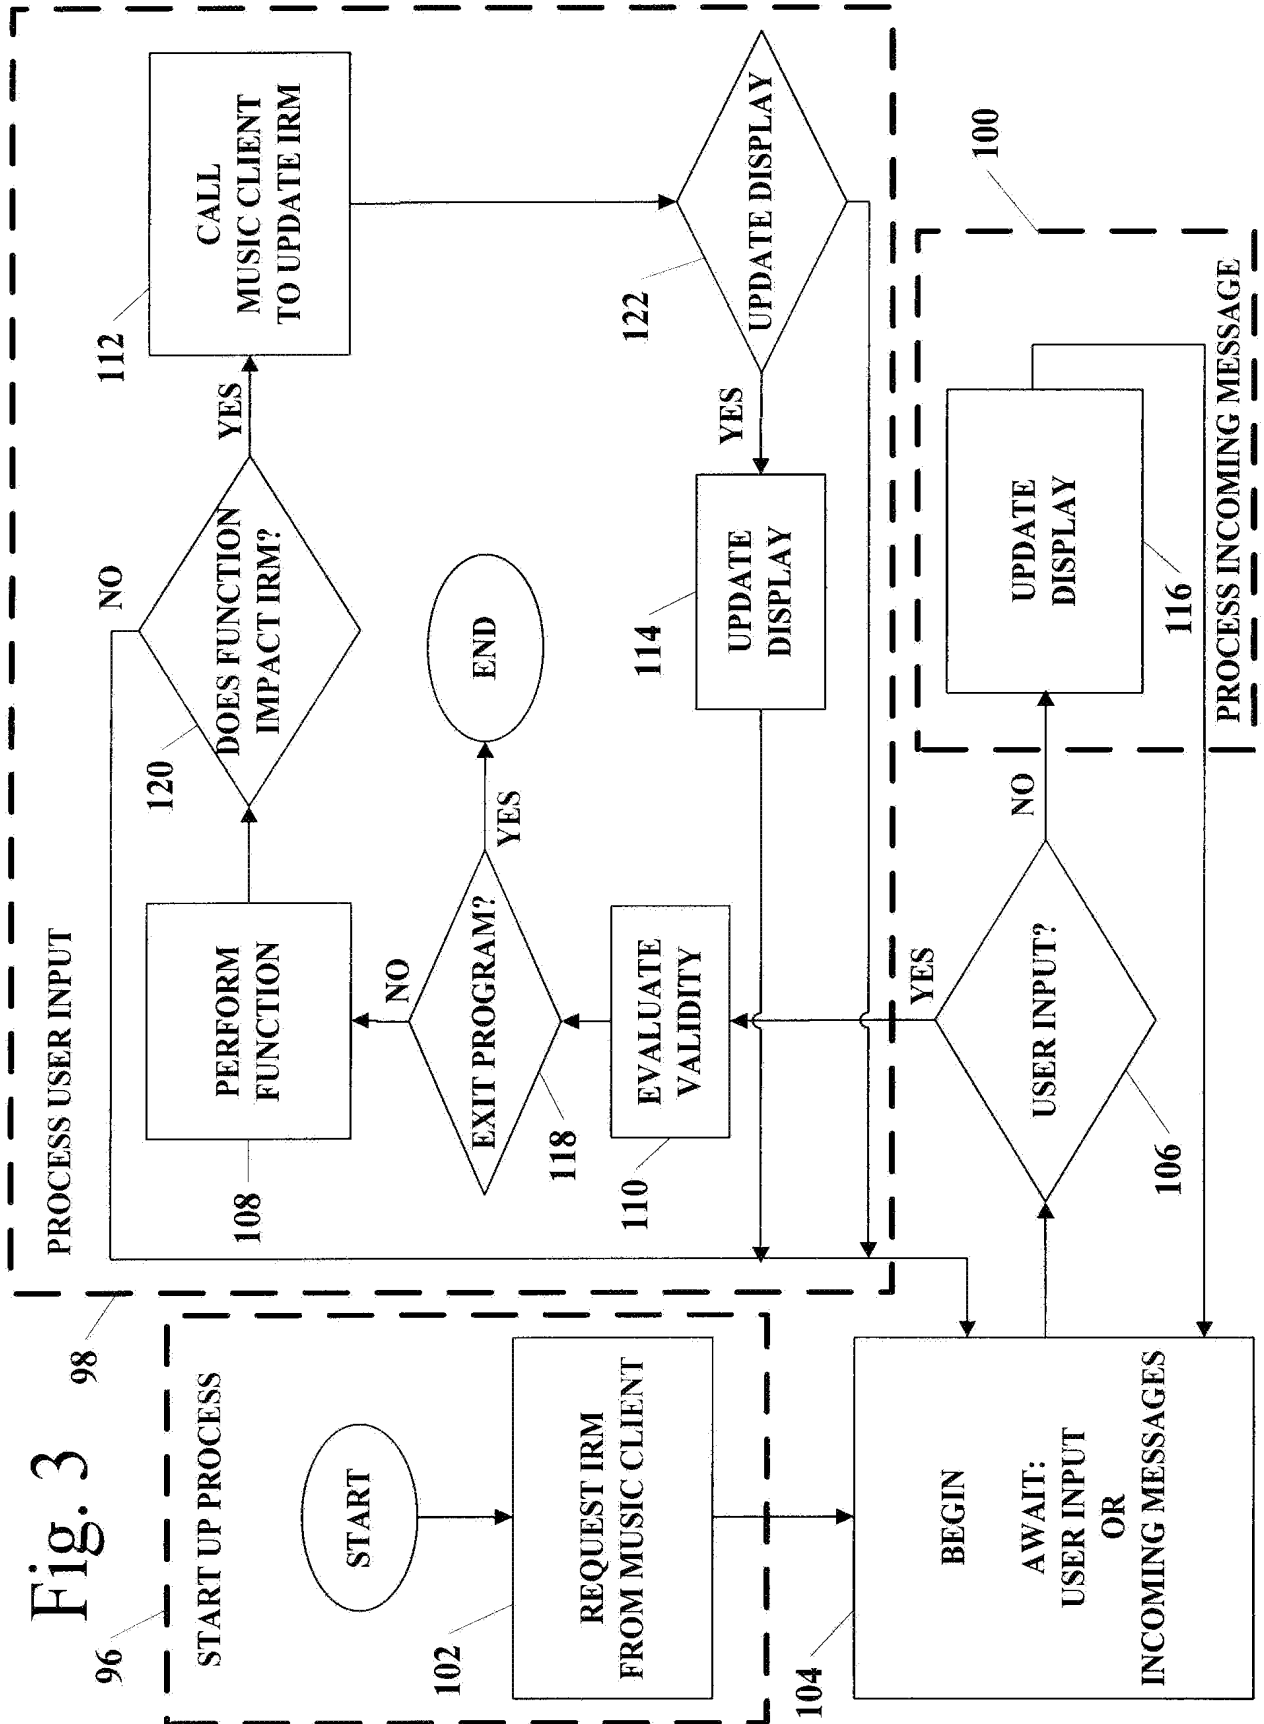 Fig. 3
96
START UP PROCESS
START
102
REQUEST IRM
FROM MUSIC CLIENT
104
BEGIN
AWAIT:
USER INPUT
OR
INCOMING MESSAGES
98
PROCESS USER INPUT
108
PERFORM
FUNCTION
NO
EXIT PROGRAM?
118
YES
END
110
EVALUATE
VALIDITY
YES
USER INPUT?
106
NO
120
DOES FUNCTION
IMPACT IRM?
NO
YES
112
CALL
MUSIC CLIENT
TO UPDATE IRM
122
UPDATE DISPLAY
YES
114
UPDATE
DISPLAY
100
UPDATE
DISPLAY
116
PROCESS INCOMING MESSAGE